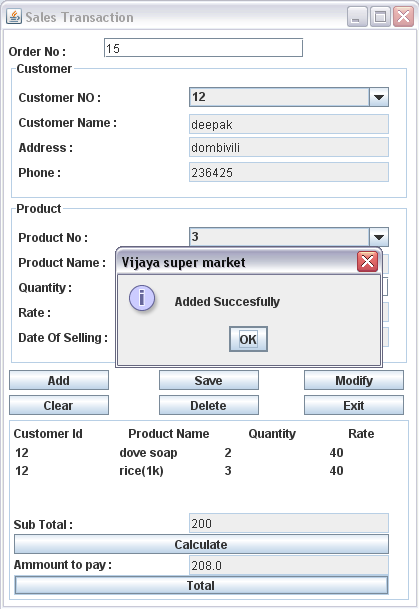 Sales Transaction
Order No : 15
Customer
Customer NO : 12
Customer Name : deepak
Address : dombivili
Phone : 236425
Product
Product No : 3
Product Name :
Quantity :
Rate :
Date Of Selling :
Vijaya super market
Added Succesfully
OK
Add Save Modify
Clear Delete Exit
Customer Id Product Name Quantity Rate
12 dove soap 2 40
12 rice(1k) 3 40
Sub Total : 200
Calculate
Ammount to pay : 208.0
Total